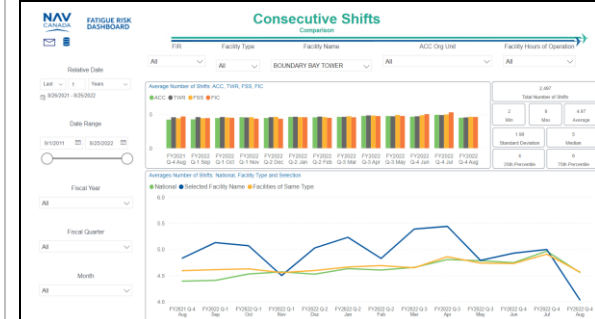 NAV
CANADA
FATIGUE RISK
DASHBOARD
Consecutive Shifts
Comparison
FIR
Facility Type
Facility Name
ACC Org Unit
Facility Hours of Operation
All
All
BOUNDARY BAY TOWER
All
All
Relative Date
Last
1
Years
9/26/2021 - 9/25/2022
Date Range
9/1/2011
9/25/2022
Fiscal Year
All
Fiscal Quarter
All
Month
All
Average Number of Shifts: ACC, TWR, FSS, FIC
ACC TWR FSS FIC
5
0
FY2021 FY2022 FY2022 FY2022 FY2022 FY2022 FY2022 FY2022 FY2022 FY2022 FY2022 FY2022 FY2022
Q-4 Aug Q-1 Sep Q-1 Oct Q-1 Nov Q-2 Dec Q-2 Jan Q-2 Feb Q-3 Mar Q-3 Apr Q-3 May Q-4 Jun Q-4 Jul Q-4 Aug
2,497
Total Number of Shifts
2
Min
Max
4.97
Average
Standard Deviation
5
Median
4
25th Percentile
6
75th Percentile
Averages Number of Shifts: National, Facility Type and Selection
National Selected Facility Name Facilities of Same Type
6.0
5.5
5.0
4.5
4.0
FY2021 Q-4 FY2022 Q-1 FY2022 Q-1 FY2022 Q-1 FY2022 Q-2 FY2022 Q-2 FY2022 Q-2 FY2022 Q-3 FY2022 Q-3 FY2022 Q-3 FY2022 Q-4 FY2022 Q-4 FY2022 Q-4
Aug Sep Oct Nov Dec Jan Feb Mar Apr May Jun Jul Aug